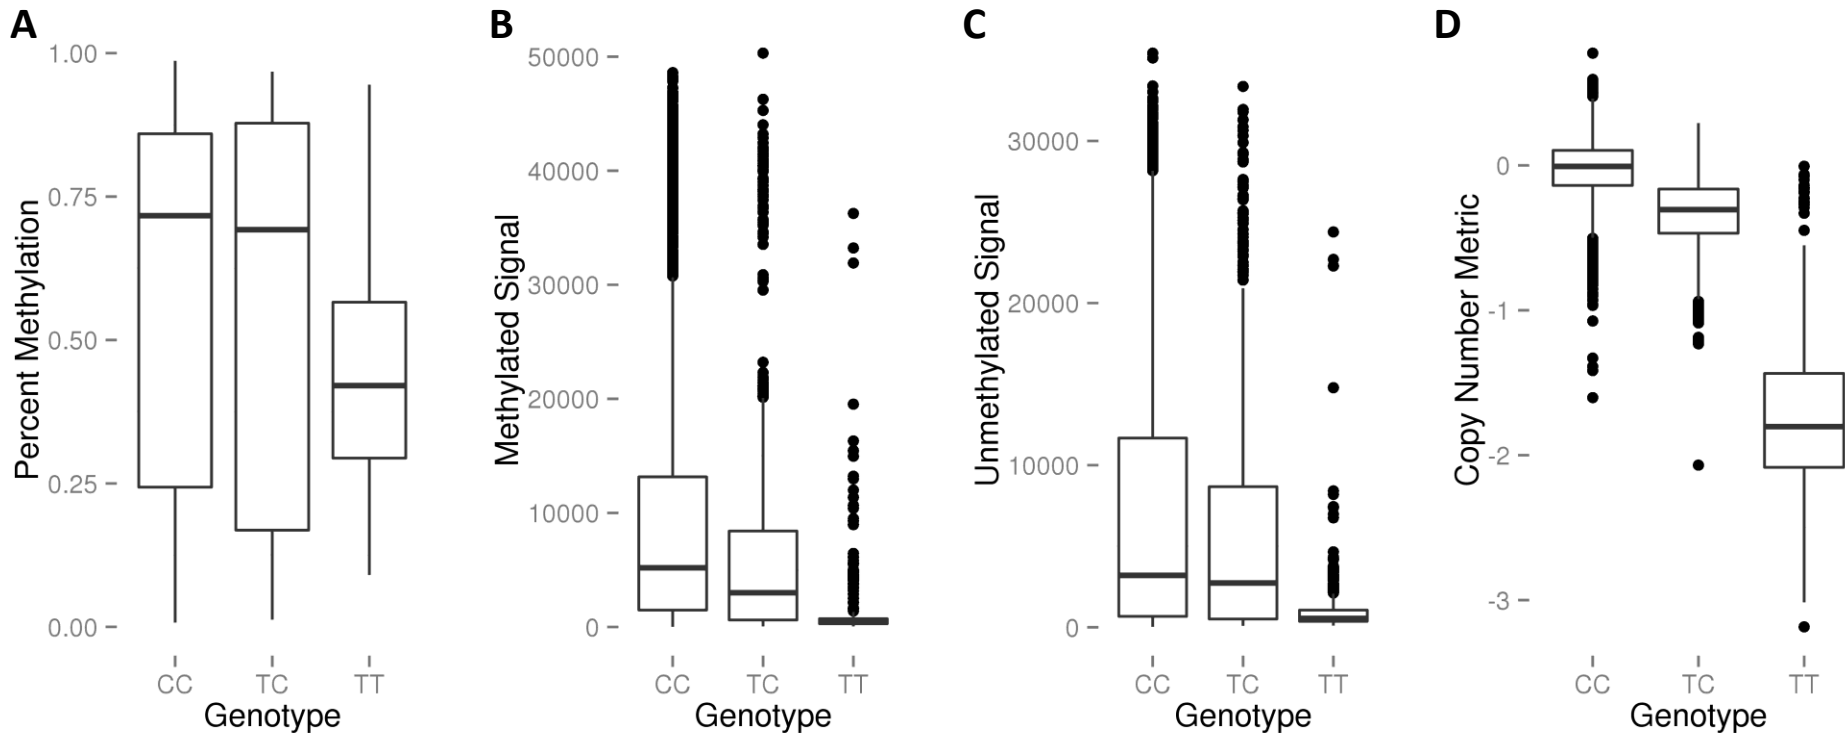 A
Percent Methylation
1.00
0.75
0.50
0.25
0.00
CC TC TT
Genotype
B
Methylated Signal
50000
40000
30000
20000
10000
0
CC TC TT
Genotype
C
Unmethylated Signal
30000
20000
10000
0
CC TC TT
Genotype
D
Copy Number Metric
0
-1
-2
-3
CC TC TT
Genotype